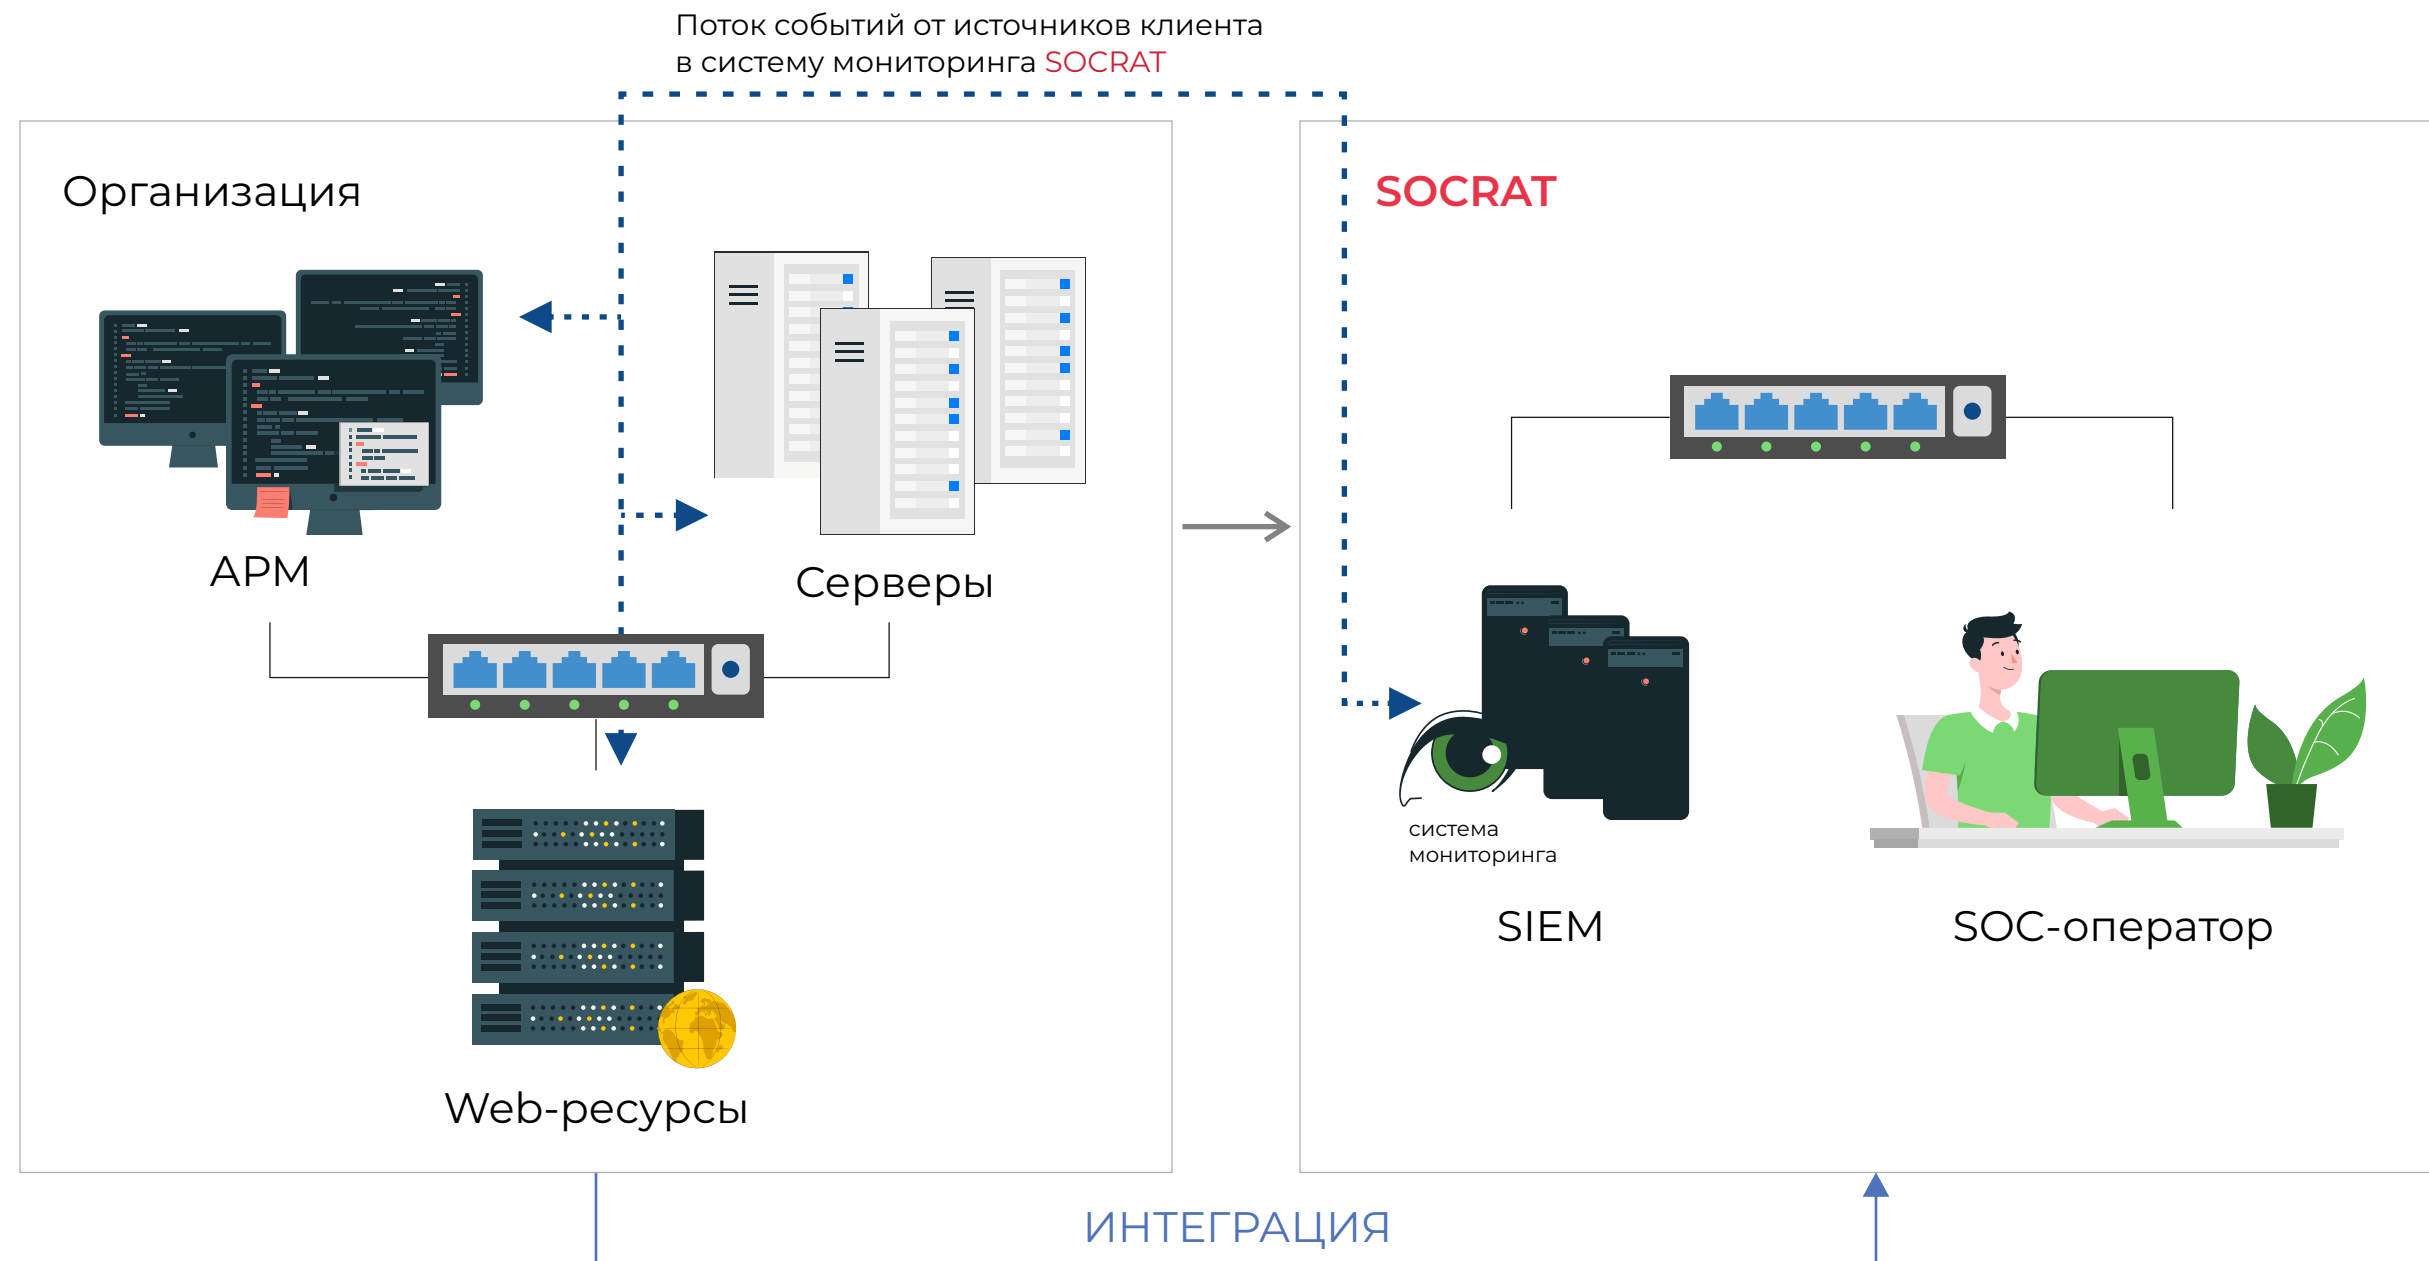 Поток событий от источников клиента
в систему мониторинга SOCRAT
Организация
SOCRAT
АРМ
Серверы
система
мониторинга
SIEM
SOC-оператор
Web-ресурсы
ИНТЕГРАЦИЯ